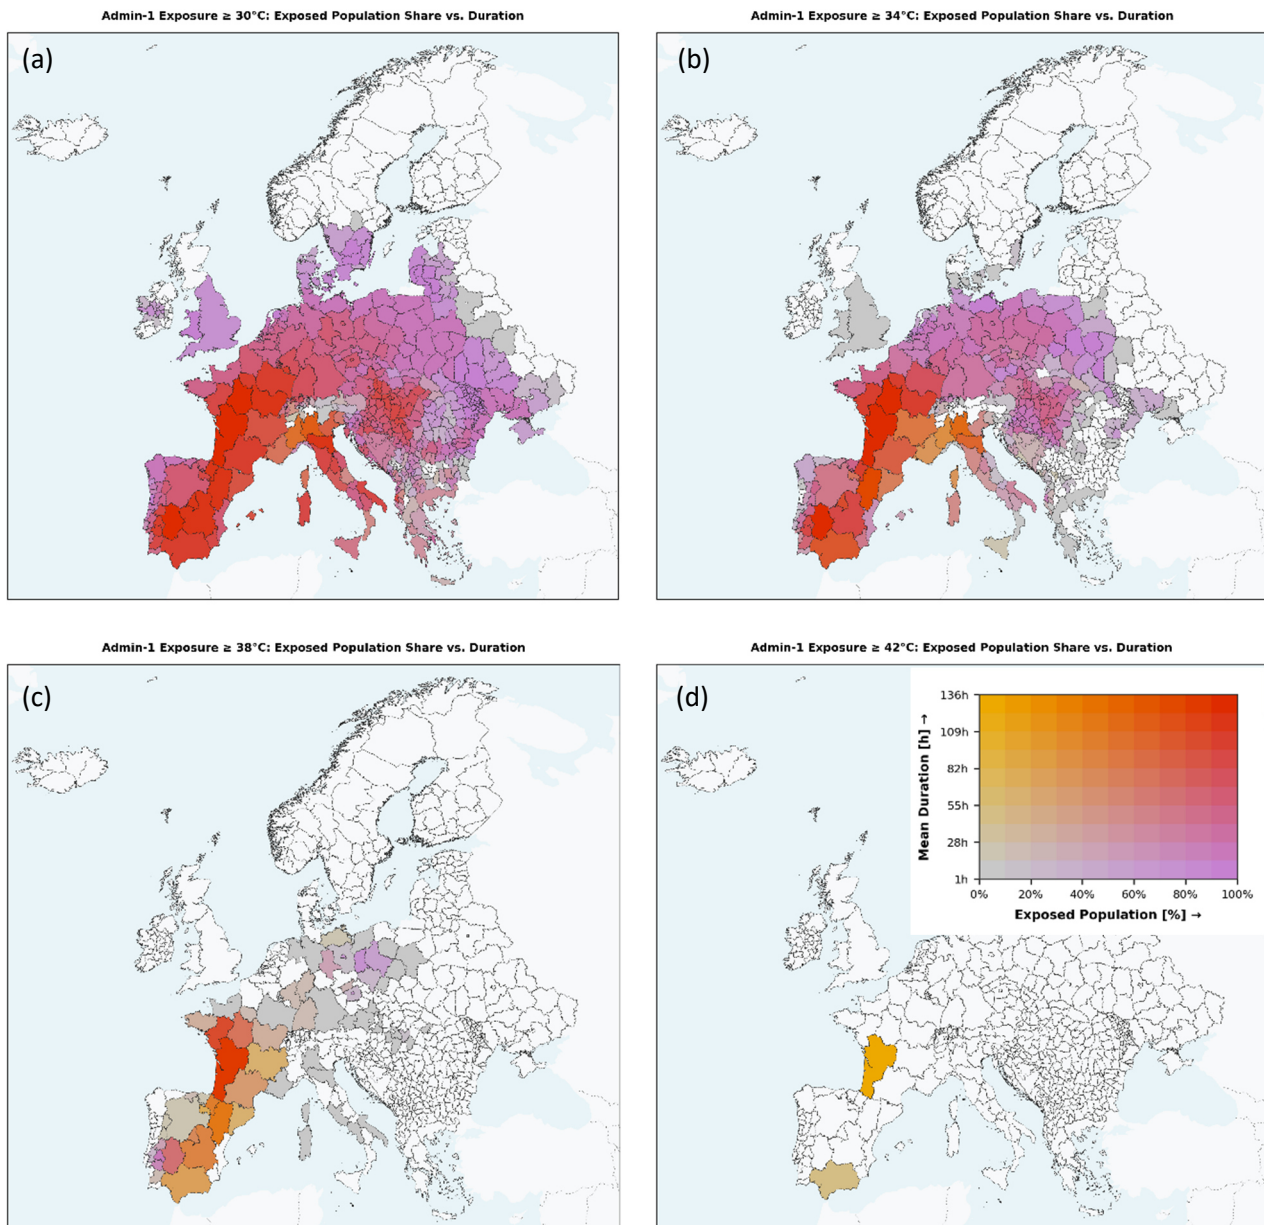 Admin-1 Exposure ≥ 30°C: Exposed Population Share vs. Duration
Admin-1 Exposure ≥ 34°C: Exposed Population Share vs. Duration
(a)
(b)
Admin-1 Exposure ≥ 38°C: Exposed Population Share vs. Duration
Admin-1 Exposure ≥ 42°C: Exposed Population Share vs. Duration
(c)
(d)
Mean Duration [h] →
136h
109h
82h
55h
28h
1h
0% 20% 40% 60% 80% 100%
Exposed Population [%] →